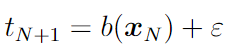 $t_{N+1} = b(\boldsymbol{x}_N) + \varepsilon$